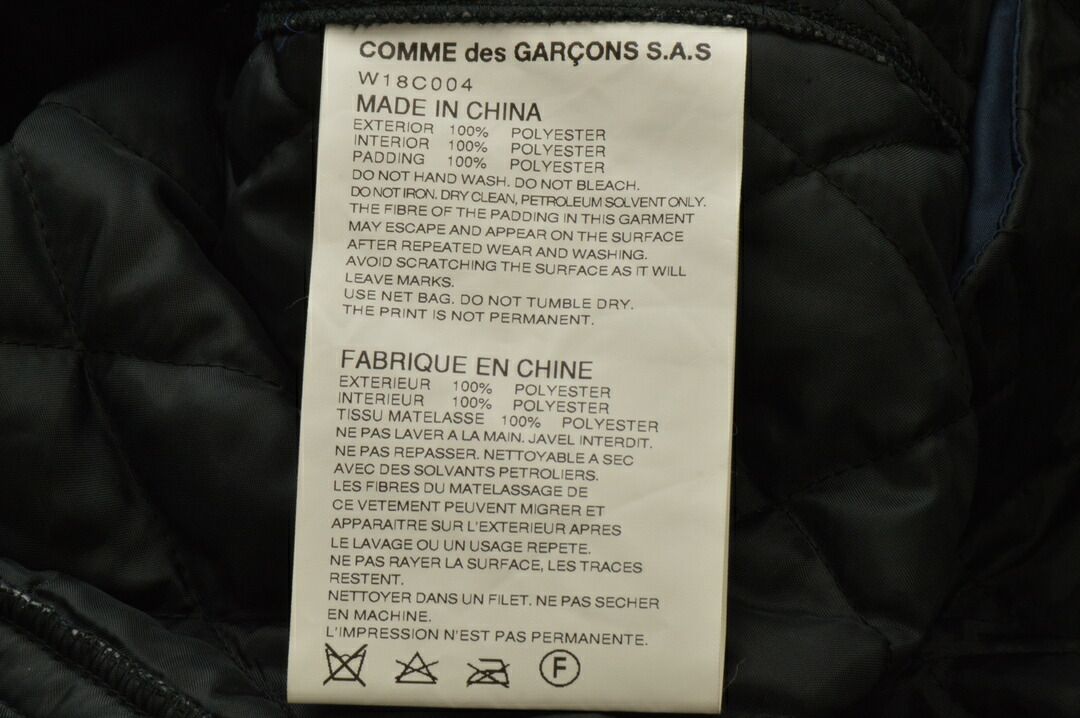 COMME des GARÇONS S.A.S
W18C004
MADE IN CHINA
EXTERIOR 100% POLYESTER
INTERIOR 100% POLYESTER
PADDING 100% POLYESTER
DO NOT HAND WASH. DO NOT BLEACH.
DO NOT IRON. DRY CLEAN, PETROLEUM SOLVENT ONLY.
THE FIBRE OF THE PADDING IN THIS GARMENT
MAY ESCAPE AND APPEAR ON THE SURFACE
AFTER REPEATED WEAR AND WASHING.
AVOID SCRATCHING THE SURFACE AS IT WILL
LEAVE MARKS.
USE NET BAG. DO NOT TUMBLE DRY.
THE PRINT IS NOT PERMANENT.
FABRIQUE EN CHINE
EXTERIEUR 100% POLYESTER
INTERIEUR 100% POLYESTER
TISSU MATELASSE 100% POLYESTER
NE PAS LAVER A LA MAIN. JAVEL INTERDIT.
NE PAS REPASSER. NETTOYABLE A SEC
AVEC DES SOLVANTS PETROLIERS.
LES FIBRES DU MATELASSAGE DE
CE VETEMENT PEUVENT MIGRER ET
APPARAITRE SUR L'EXTERIEUR APRES
LE LAVAGE OU UN USAGE REPETE.
NE PAS RAYER LA SURFACE, LES TRACES
RESTENT.
NETTOYER DANS UN FILET. NE PAS SECHER
EN MACHINE.
L'IMPRESSION N'EST PAS PERMANENTE.
F